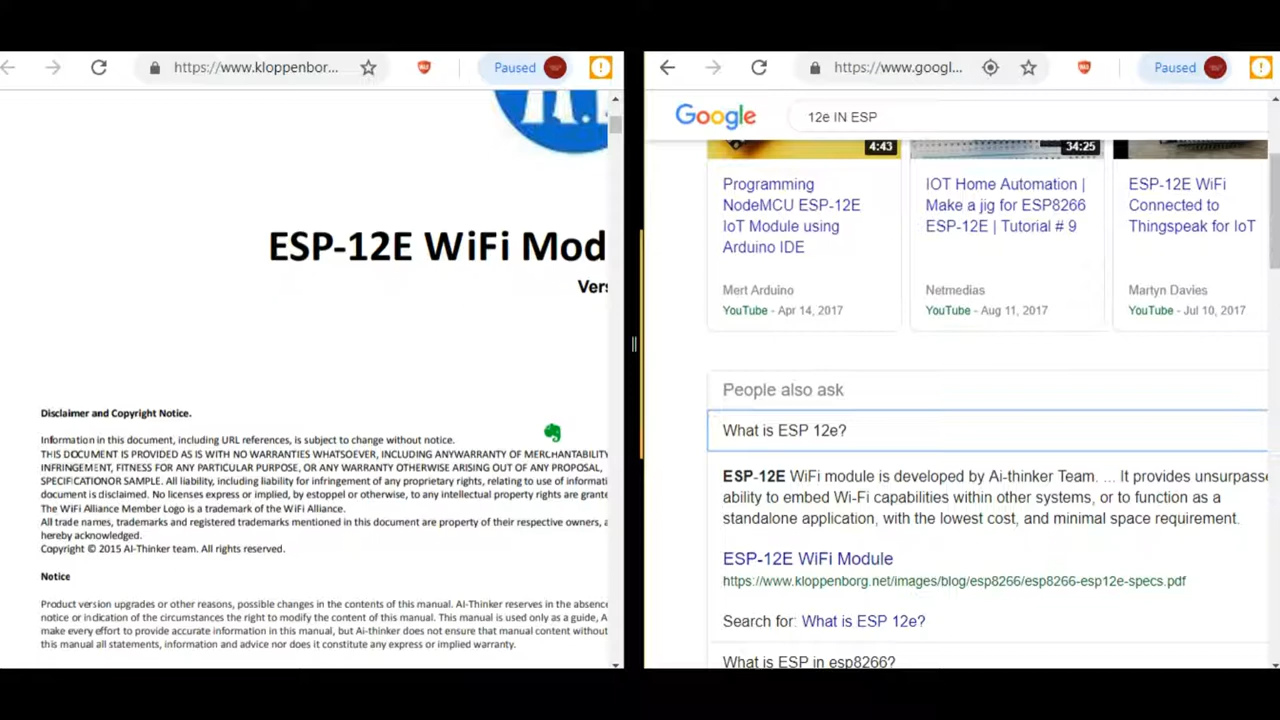 https://www.kloppenbor...
Paused
A.I
ESP-12E WiFi Mod
Vers
Disclaimer and Copyright Notice.
Information in this document, including URL references, is subject to change without notice.
THIS DOCUMENT IS PROVIDED AS IS WITH NO WARRANTIES WHATSOEVER, INCLUDING ANYWARRANTY OF MERCHANTABILITY
INFRINGEMENT, FITNESS FOR ANY PARTICULAR PURPOSE, OR ANY WARRANTY OTHERWISE ARISING OUT OF ANY PROPOSAL,
SPECIFICATIONOR SAMPLE. All liability, including liability for infringement of any proprietary rights, relating to use of informati
document is disclaimed. No licenses express or implied, by estoppel or otherwise, to any intellectual property rights are grante
The WiFi Alliance Member Logo is a trademark of the WiFi Alliance.
All trade names, trademarks and registered trademarks mentioned in this document are property of their respective owners, a
hereby acknowledged.
Copyright © 2015 AI-Thinker team. All rights reserved.
Notice
Product version upgrades or other reasons, possible changes in the contents of this manual. AI-Thinker reserves in the absence
notice or indication of the circumstances the right to modify the content of this manual. This manual is used only as a guide, A
make every effort to provide accurate information in this manual, but Ai-thinker does not ensure that manual content without
this manual all statements, information and advice nor does it constitute any express or implied warranty.
https://www.googl...
Paused
Google
12e IN ESP
4:43
34:25
Programming
NodeMCU ESP-12E
IoT Module using
Arduino IDE
Mert Arduino
YouTube - Apr 14, 2017
IOT Home Automation |
Make a jig for ESP8266
ESP-12E | Tutorial # 9
Netmedias
YouTube - Aug 11, 2017
ESP-12E WiFi
Connected to
Thingspeak for IoT
Martyn Davies
YouTube - Jul 10, 2017
People also ask
What is ESP 12e?
ESP-12E WiFi module is developed by Ai-thinker Team. ... It provides unsurpasse
ability to embed Wi-Fi capabilities within other systems, or to function as a
standalone application, with the lowest cost, and minimal space requirement.
ESP-12E WiFi Module
https://www.kloppenborg.net/images/blog/esp8266/esp8266-esp12e-specs.pdf
Search for: What is ESP 12e?
What is ESP in esp8266?